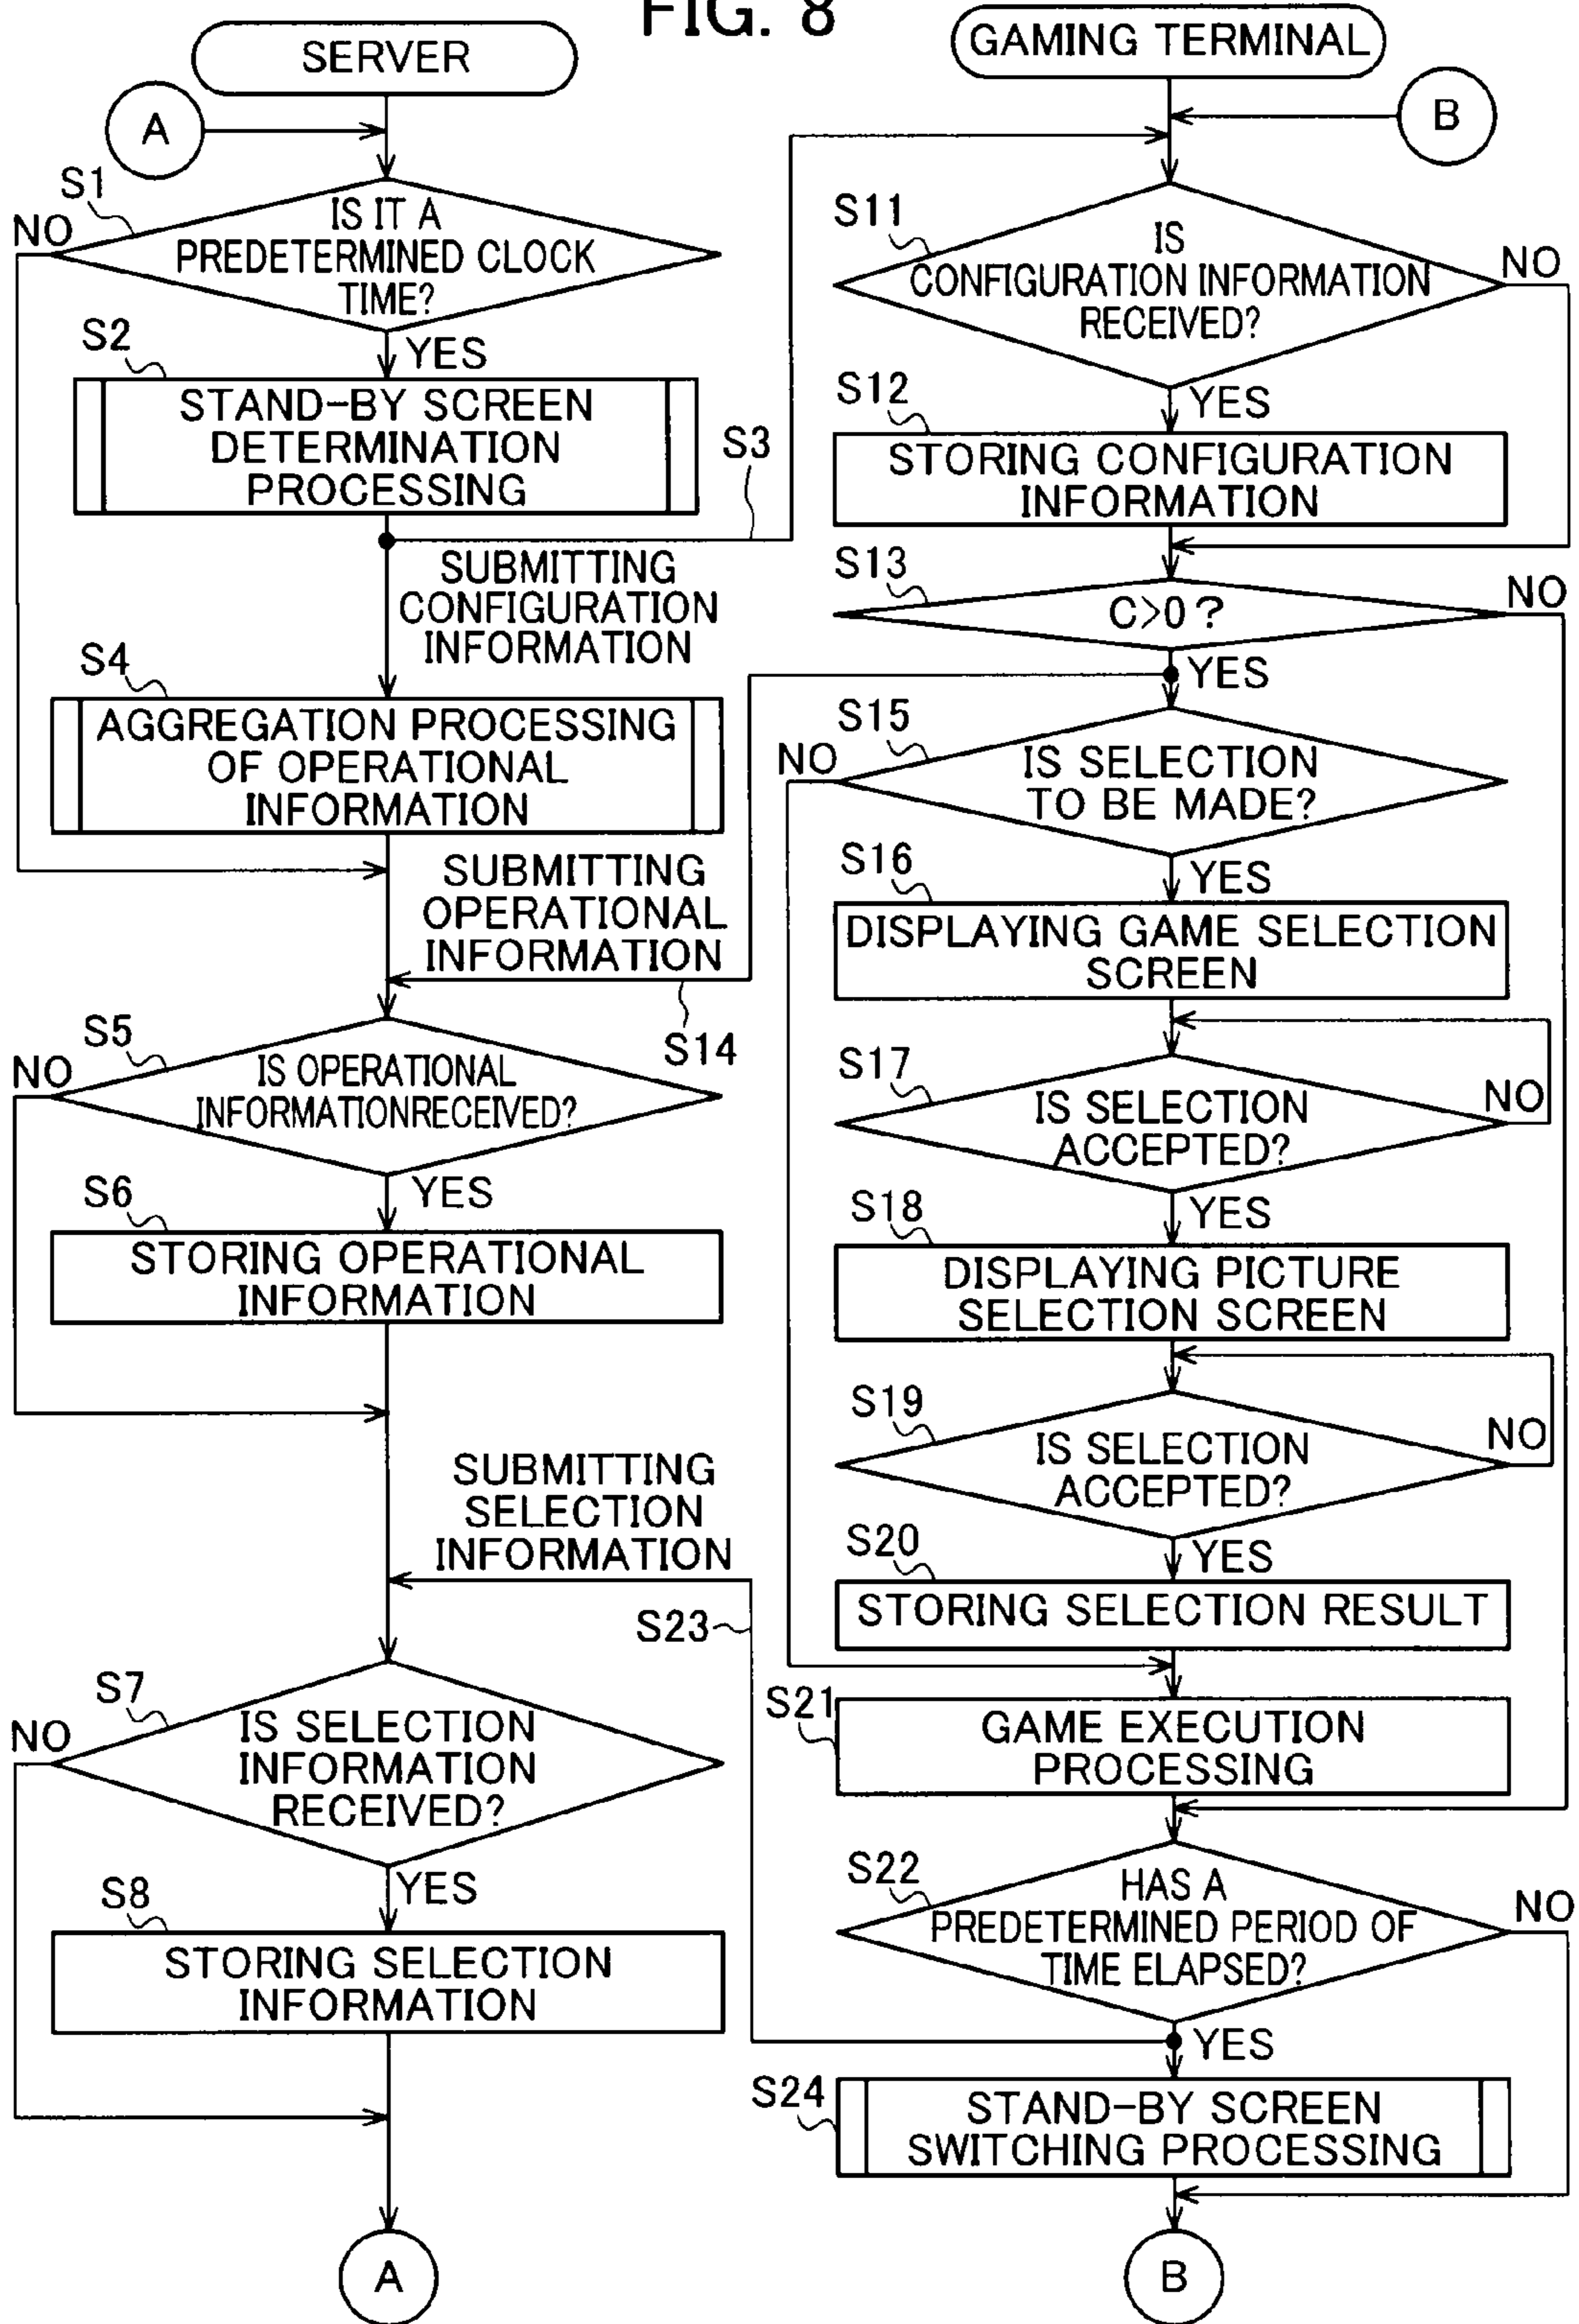 FIG. 8
SERVER
A
S1
NO
IS IT A
PREDETERMINED CLOCK
TIME?
YES
S2
STAND-BY SCREEN
DETERMINATION
PROCESSING
S3
SUBMITTING
CONFIGURATION
INFORMATION
S4
AGGREGATION PROCESSING
OF OPERATIONAL
INFORMATION
SUBMITTING
OPERATIONAL
INFORMATION
S14
S5
NO
IS OPERATIONAL
INFORMATIONRECEIVED?
YES
S6
STORING OPERATIONAL
INFORMATION
SUBMITTING
SELECTION
INFORMATION
S23
S7
NO
IS SELECTION
INFORMATION
RECEIVED?
YES
S8
STORING SELECTION
INFORMATION
A
GAMING TERMINAL
B
S11
IS
CONFIGURATION INFORMATION
RECEIVED?
NO
YES
S12
STORING CONFIGURATION
INFORMATION
S13
C>0?
NO
YES
S15
NO
IS SELECTION
TO BE MADE?
YES
S16
DISPLAYING GAME SELECTION
SCREEN
S17
IS SELECTION
ACCEPTED?
NO
YES
S18
DISPLAYING PICTURE
SELECTION SCREEN
S19
IS SELECTION
ACCEPTED?
NO
YES
S20
STORING SELECTION RESULT
S21
GAME EXECUTION
PROCESSING
S22
HAS A
PREDETERMINED PERIOD OF
TIME ELAPSED?
NO
YES
S24
STAND-BY SCREEN
SWITCHING PROCESSING
B